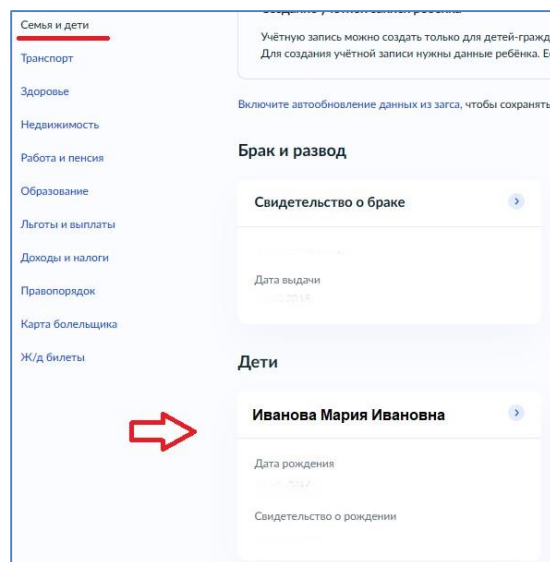 Семья и дети
Транспорт
Здоровье
Недвижимость
Работа и пенсия
Образование
Льготы и выплаты
Доходы и налоги
Правопорядок
Карта болельщика
Ж/д билеты
Учётную запись можно создать только для детей-гражд
Для создания учётной записи нужны данные ребёнка. Е
Включите автообновление данных из загса, чтобы сохранять
Брак и развод
Свидетельство о браке
Дата выдачи
Дети
Иванова Мария Ивановна
Дата рождения
Свидетельство о рождении